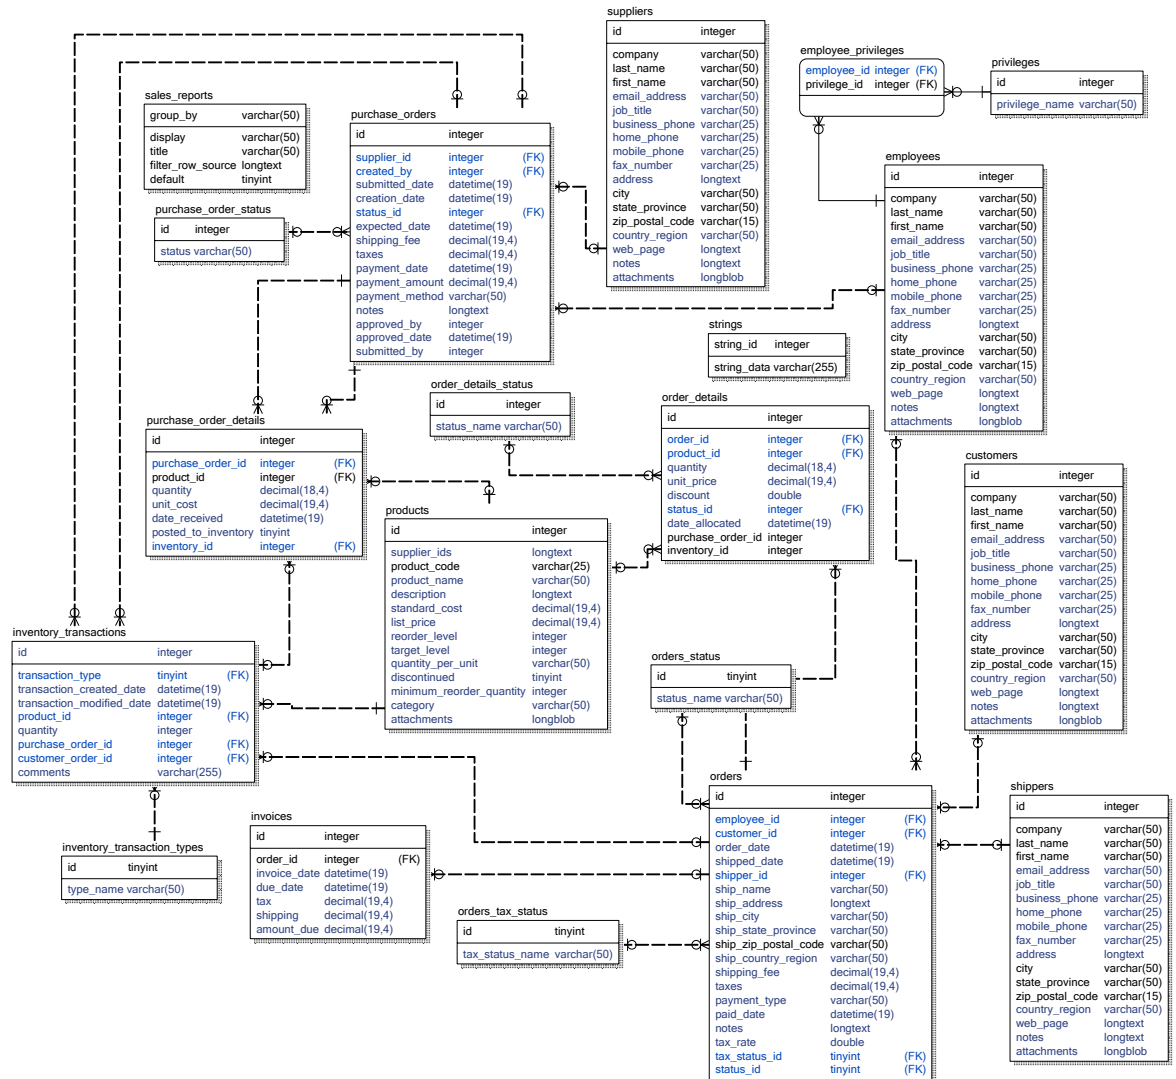 suppliers
id integer
company varchar(50)
last_name varchar(50)
first_name varchar(50)
email_address varchar(50)
job_title varchar(50)
business_phone varchar(25)
home_phone varchar(25)
mobile_phone varchar(25)
fax_number varchar(25)
address longtext
city varchar(50)
state_province varchar(50)
zip_postal_code varchar(15)
country_region varchar(50)
web_page longtext
notes longtext
attachments longblob
employee_privileges
employee_id integer (FK)
privilege_id integer (FK)
privileges
id integer
privilege_name varchar(50)
sales_reports
group_by varchar(50)
display varchar(50)
title varchar(50)
filter_row_source longtext
default tinyint
purchase_orders
id integer
supplier_id integer (FK)
created_by integer (FK)
submitted_date datetime(19)
creation_date datetime(19)
status_id integer (FK)
expected_date datetime(19)
shipping_fee decimal(19,4)
taxes decimal(19,4)
payment_date datetime(19)
payment_amount decimal(19,4)
payment_method varchar(50)
notes longtext
approved_by integer
approved_date datetime(19)
submitted_by integer
purchase_order_status
id integer
status varchar(50)
employees
id integer
company varchar(50)
last_name varchar(50)
first_name varchar(50)
email_address varchar(50)
job_title varchar(50)
business_phone varchar(25)
home_phone varchar(25)
mobile_phone varchar(25)
fax_number varchar(25)
address longtext
city varchar(50)
state_province varchar(50)
zip_postal_code varchar(15)
country_region varchar(50)
web_page longtext
notes longtext
attachments longblob
strings
string_id integer
string_data varchar(255)
order_details_status
id integer
status_name varchar(50)
order_details
id integer
order_id integer (FK)
product_id integer (FK)
quantity decimal(18,4)
unit_price decimal(19,4)
discount double
status_id integer (FK)
date_allocated datetime(19)
purchase_order_id integer
inventory_id integer
purchase_order_details
id integer
purchase_order_id integer (FK)
product_id integer (FK)
quantity decimal(18,4)
unit_cost decimal(19,4)
date_received datetime(19)
posted_to_inventory tinyint
inventory_id integer (FK)
customers
id integer
company varchar(50)
last_name varchar(50)
first_name varchar(50)
email_address varchar(50)
job_title varchar(50)
business_phone varchar(25)
home_phone varchar(25)
mobile_phone varchar(25)
fax_number varchar(25)
address longtext
city varchar(50)
state_province varchar(50)
zip_postal_code varchar(15)
country_region varchar(50)
web_page longtext
notes longtext
attachments longblob
products
id integer
supplier_ids longtext
product_code varchar(25)
product_name varchar(50)
description longtext
standard_cost decimal(19,4)
list_price decimal(19,4)
reorder_level integer
target_level integer
quantity_per_unit varchar(50)
discontinued tinyint
minimum_reorder_quantity integer
category varchar(50)
attachments longblob
inventory_transactions
id integer
transaction_type tinyint (FK)
transaction_created_date datetime(19)
transaction_modified_date datetime(19)
product_id integer (FK)
quantity integer
purchase_order_id integer (FK)
customer_order_id integer (FK)
comments varchar(255)
orders_status
id tinyint
status_name varchar(50)
orders
id integer
employee_id integer (FK)
customer_id integer (FK)
order_date datetime(19)
shipped_date datetime(19)
shipper_id integer (FK)
ship_name varchar(50)
ship_address longtext
ship_city varchar(50)
ship_state_province varchar(50)
ship_zip_postal_code varchar(50)
ship_country_region varchar(50)
shipping_fee decimal(19,4)
taxes decimal(19,4)
payment_type varchar(50)
paid_date datetime(19)
notes longtext
tax_rate double
tax_status_id tinyint (FK)
status_id tinyint (FK)
shippers
id integer
company varchar(50)
last_name varchar(50)
first_name varchar(50)
email_address varchar(50)
job_title varchar(50)
business_phone varchar(25)
home_phone varchar(25)
mobile_phone varchar(25)
fax_number varchar(25)
address longtext
city varchar(50)
state_province varchar(50)
zip_postal_code varchar(15)
country_region varchar(50)
web_page longtext
notes longtext
attachments longblob
invoices
id integer
order_id integer (FK)
invoice_date datetime(19)
due_date datetime(19)
tax decimal(19,4)
shipping decimal(19,4)
amount_due decimal(19,4)
inventory_transaction_types
id tinyint
type_name varchar(50)
orders_tax_status
id tinyint
tax_status_name varchar(50)